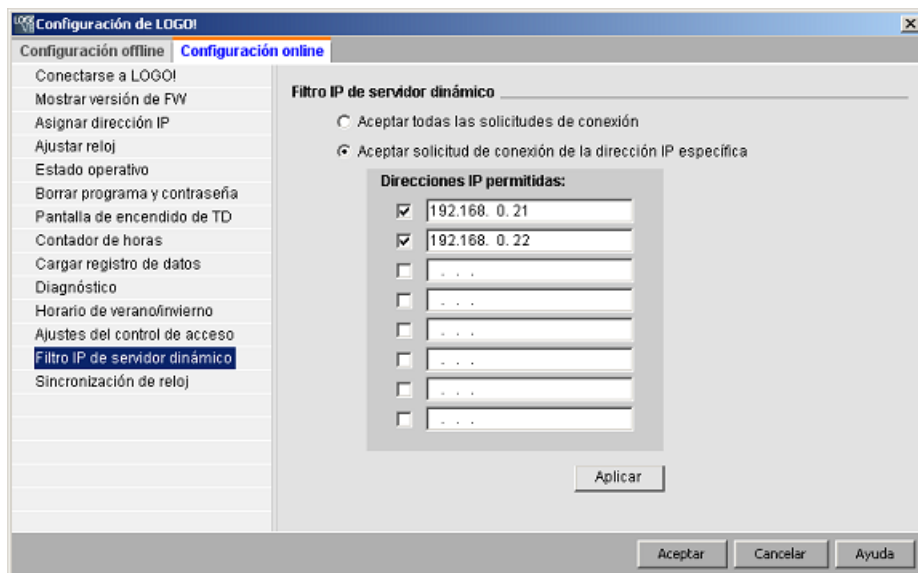 Configuración de LOGO!
Configuración offline
Configuración online
Conectarse a LOGO!
Mostrar versión de FW
Asignar dirección IP
Ajustar reloj
Estado operativo
Borrar programa y contraseña
Pantalla de encendido de TD
Contador de horas
Cargar registro de datos
Diagnóstico
Horario de verano/invierno
Ajustes del control de acceso
Filtro IP de servidor dinámico
Sincronización de reloj
Filtro IP de servidor dinámico
Aceptar todas las solicitudes de conexión
Aceptar solicitud de conexión de la dirección IP específica
Direcciones IP permitidas:
192.168. 0. 21
192.168. 0. 22
. . .
. . .
. . .
. . .
. . .
. . .
Aplicar
Aceptar
Cancelar
Ayuda